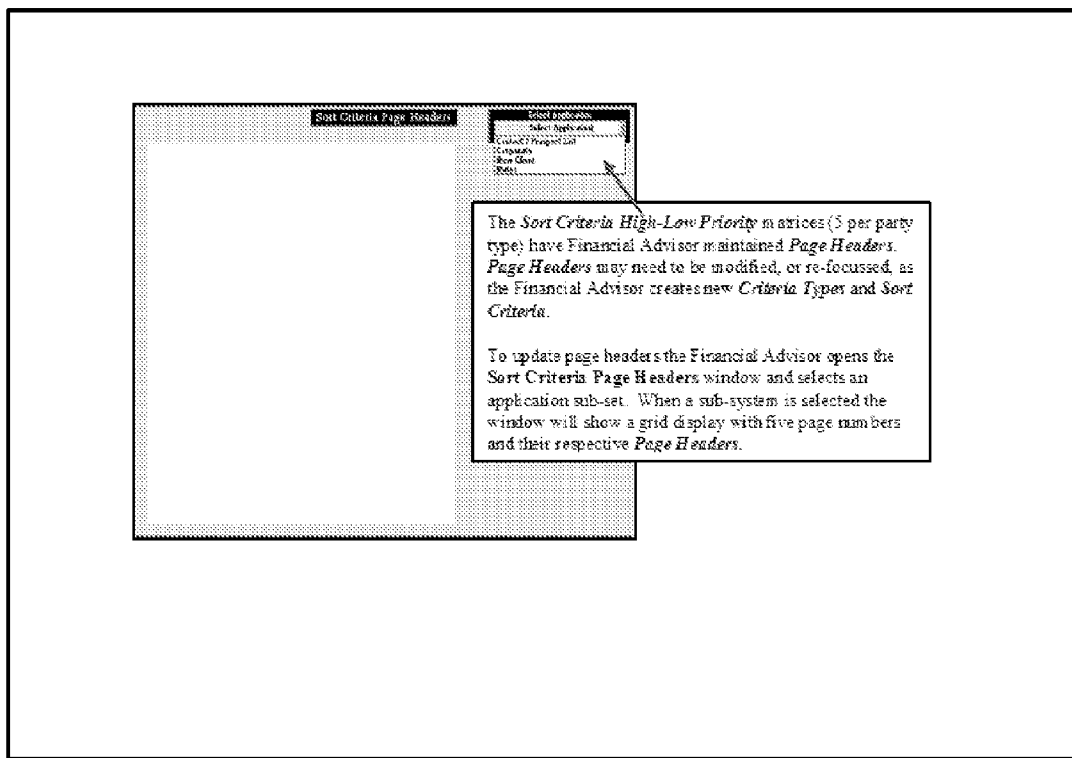 Sort Criteria Page Headers
Select Application
Select Application
Contact / Prospect List
Corporate
The Sort Criteria High-Low Priority matrices (5 per party
type) have Financial Advisor maintained Page Headers.
Page Headers may need to be modified, or re-focussed, as
the Financial Advisor creates new Criteria Types and Sort
Criteria.
To update page headers the Financial Advisor opens the
Sort Criteria Page Headers window and selects an
application sub-set. When a sub-system is selected the
window will show a grid display with five page numbers
and their respective Page Headers.